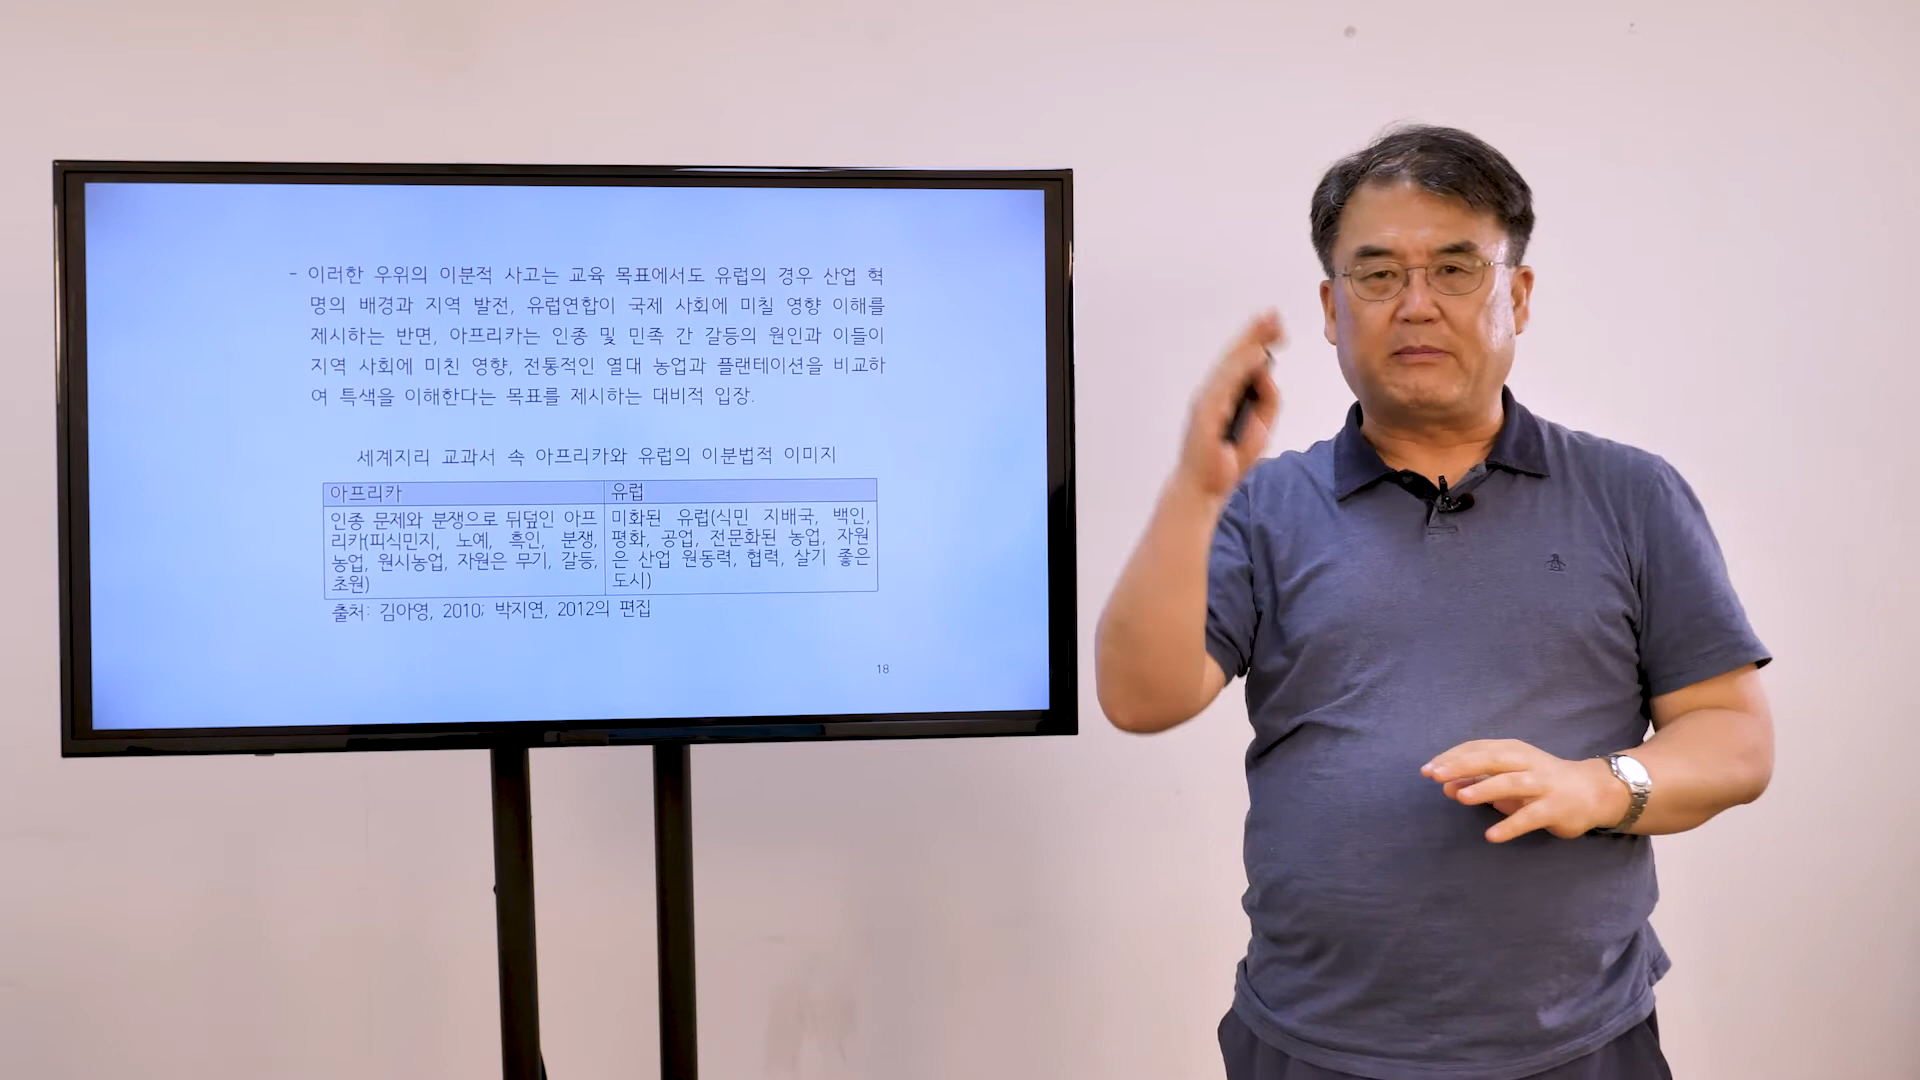 - 이러한 우위의 이분적 사고는 교육 목표에서도 유럽의 경우 산업 혁
명의 배경과 지역 발전, 유럽연합이 국제 사회에 미칠 영향 이해를
제시하는 반면, 아프리카는 인종 및 민족 간 갈등의 원인과 이들이
지역 사회에 미친 영향, 전통적인 열대 농업과 플랜테이션을 비교하
여 특색을 이해한다는 목표를 제시하는 대비적 입장.
세계지리 교과서 속 아프리카와 유럽의 이분법적 이미지
아프리카
인종 문제와 분쟁으로 뒤덮인 아프
리카(피식민지, 노예, 흑인, 분쟁,
농업, 원시농업, 자원은 무기, 갈등,
초원)
유럽
미화된 유럽(식민 지배국, 백인,
평화, 공업, 전문화된 농업, 자원
은 산업 원동력, 협력, 살기 좋은
도시)
출처: 김아영, 2010; 박지연, 2012의 편집
18